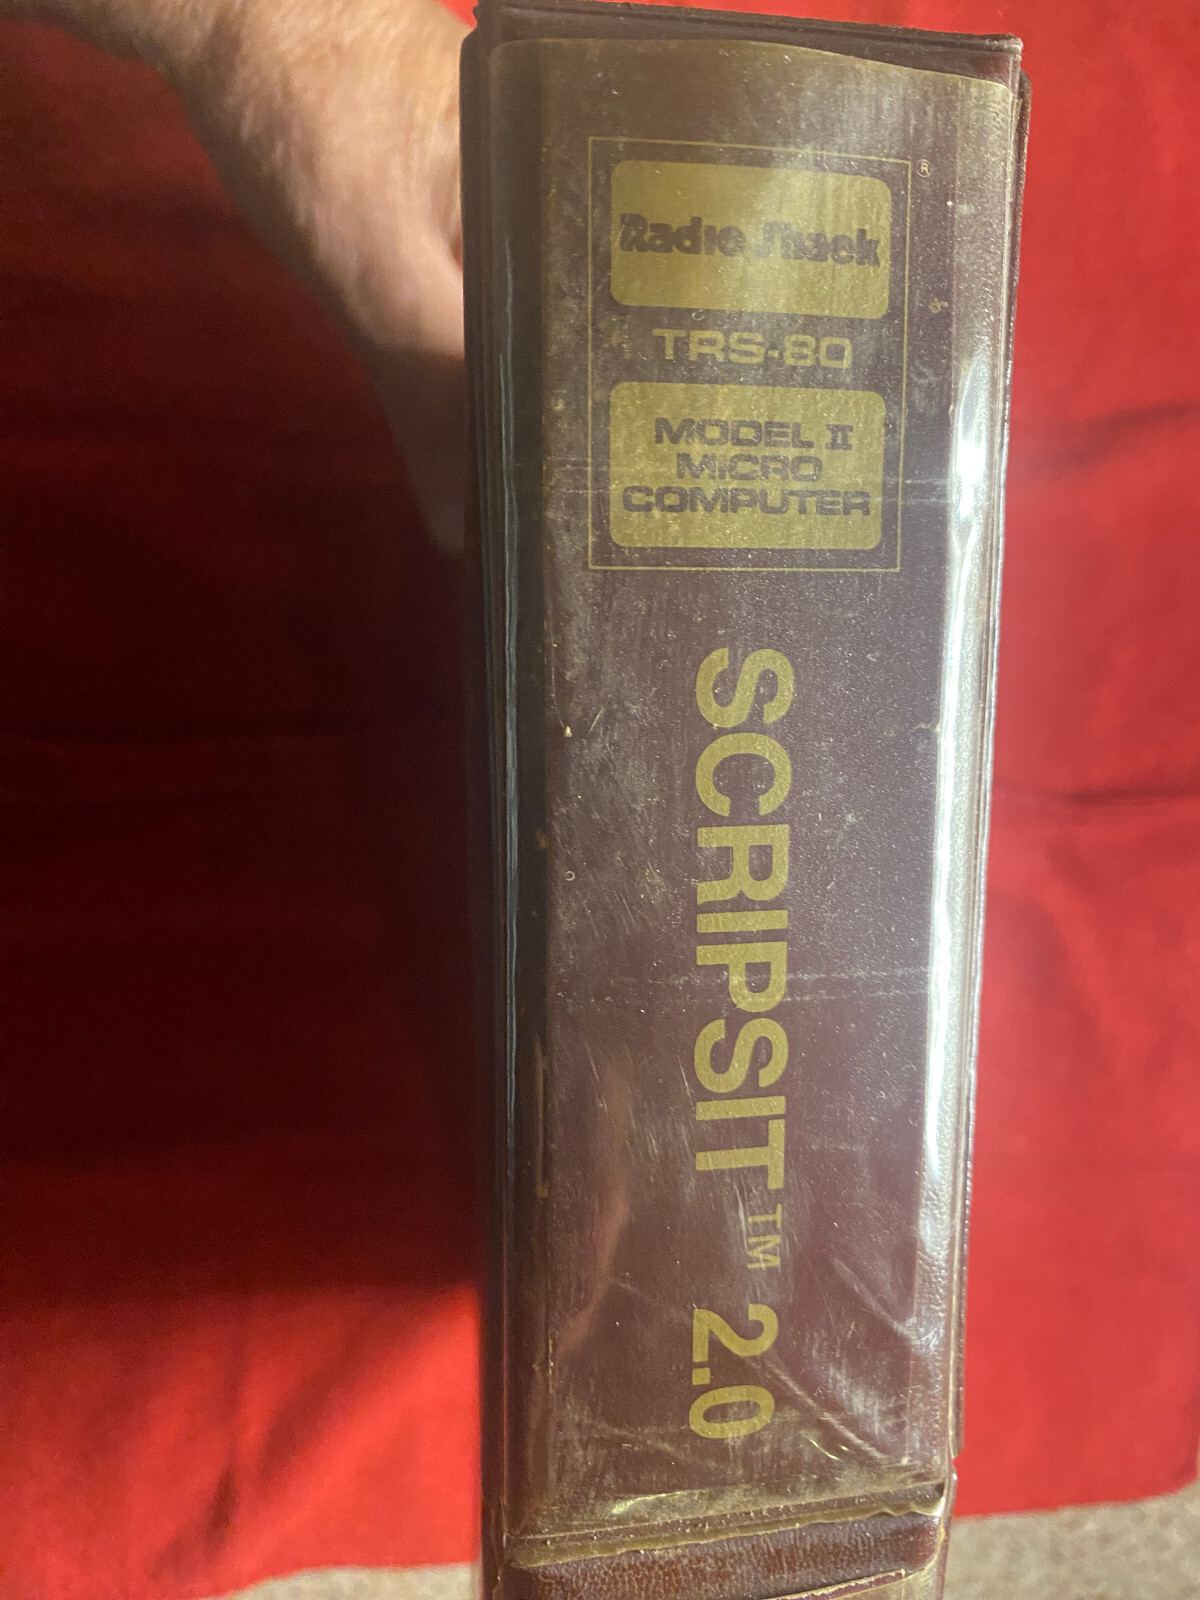 Radio Shack
®
TRS-80
MODEL II
MICRO
COMPUTER
SCRIPSIT™ 2.0